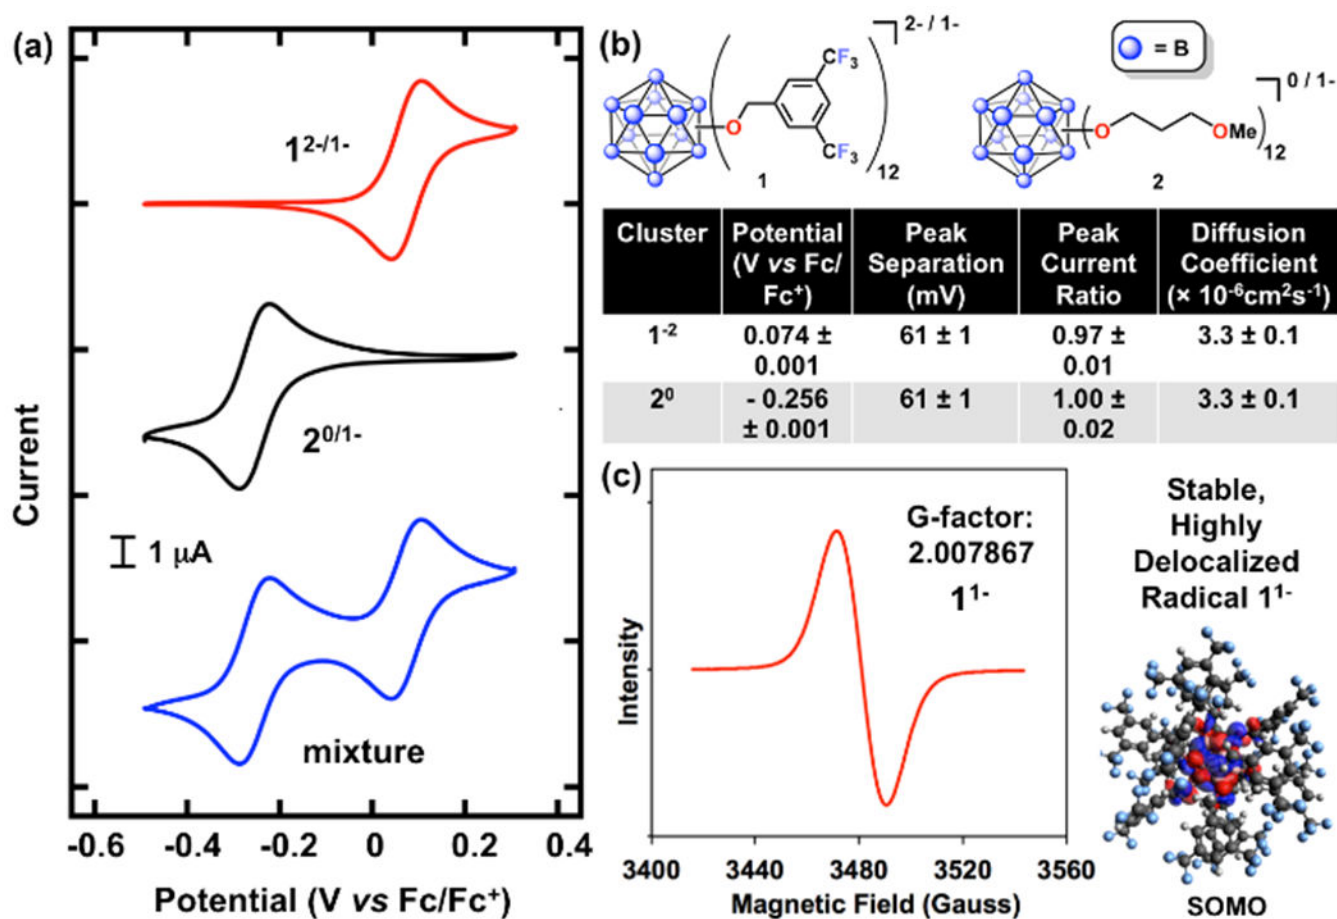 (a)
1²⁻/¹⁻
2⁰/¹⁻
1 μA
mixture
Current
-0.6 -0.4 -0.2 0 0.2 0.4
Potential (V vs Fc/Fc⁺)
(b)
2- / 1-
CF₃
O
CF₃
12
1
= B
0 / 1-
O
OMe
12
2
Cluster
Potential
(V vs Fc/
Fc⁺)
Peak
Separation
(mV)
Peak
Current
Ratio
Diffusion
Coefficient
(× 10⁻⁶cm²s⁻¹)
1⁻²
0.074 ±
0.001
61 ± 1
0.97 ±
0.01
3.3 ± 0.1
2⁰
- 0.256
± 0.001
61 ± 1
1.00 ±
0.02
3.3 ± 0.1
(c)
G-factor:
2.007867
1¹⁻
Intensity
3400 3440 3480 3520 3560
Magnetic Field (Gauss)
Stable,
Highly
Delocalized
Radical 1¹⁻
SOMO